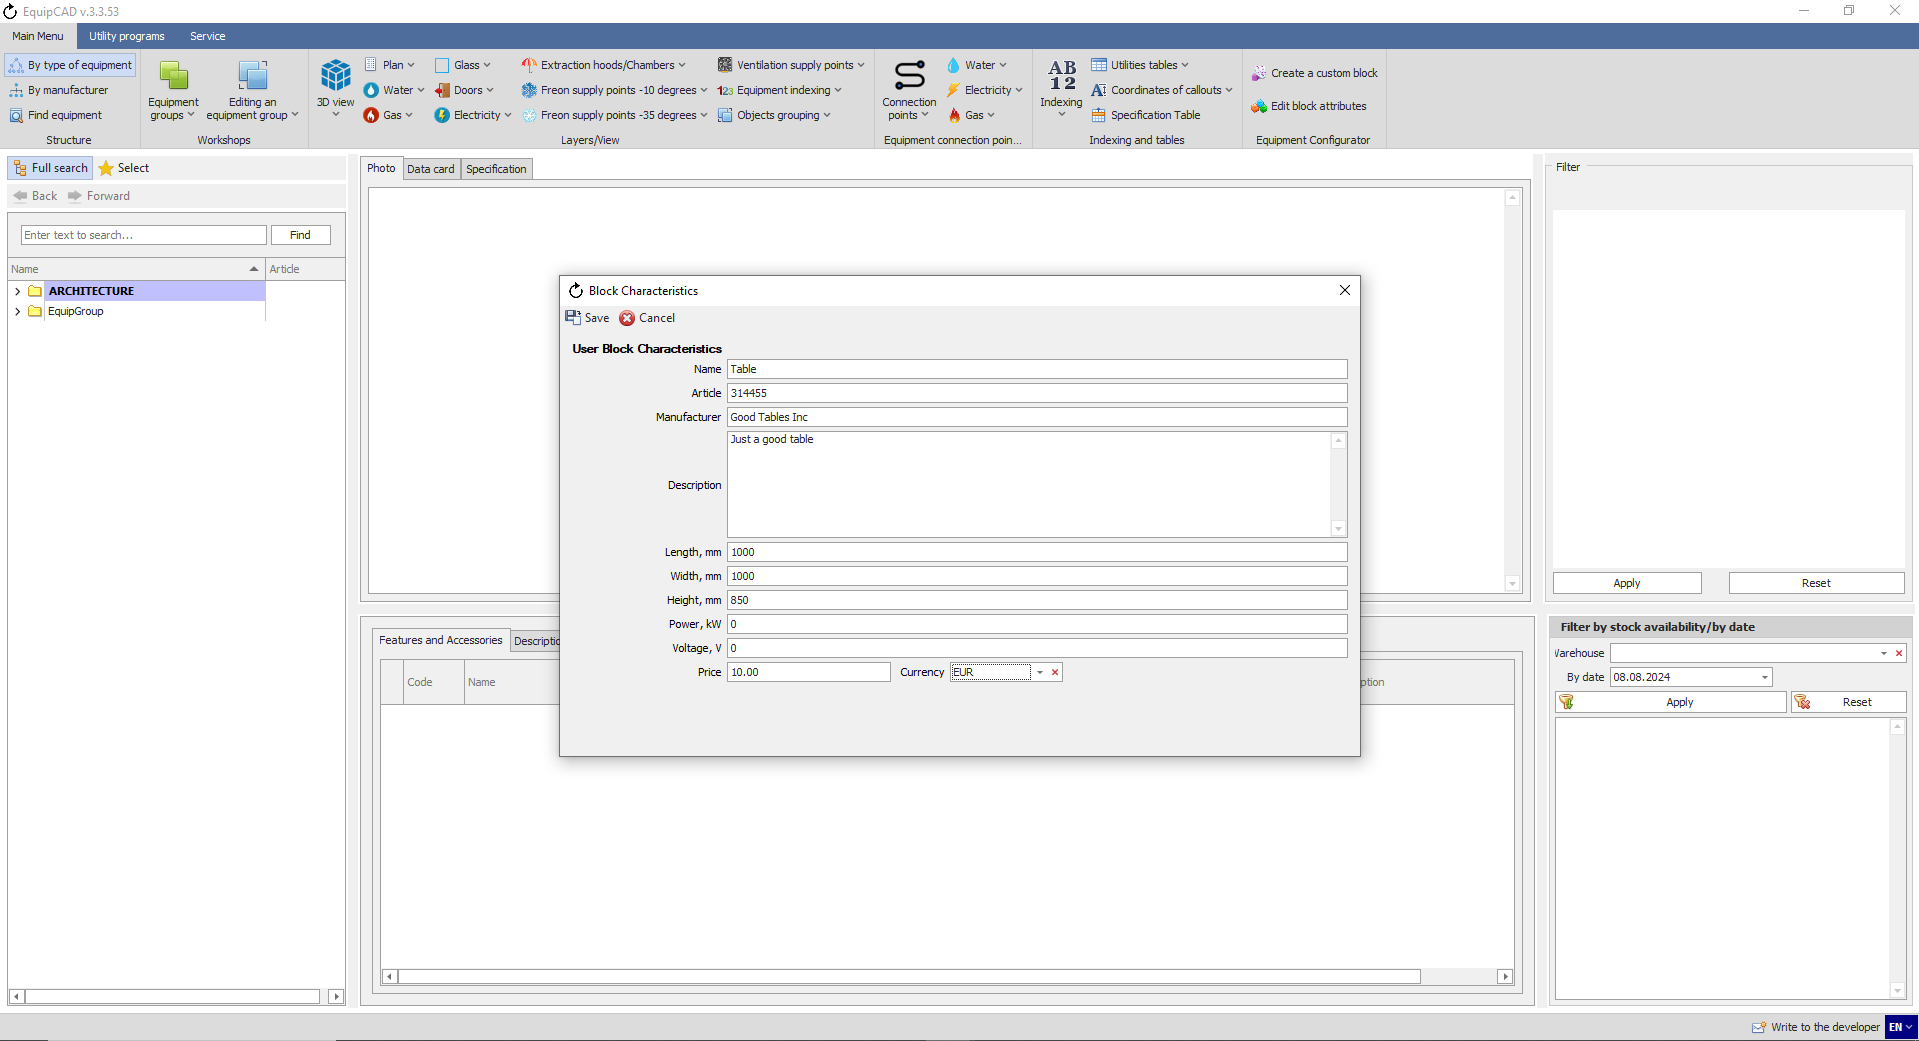 EquipCAD v.3.3.53
Main Menu Utility programs Service
By type of equipment
By manufacturer
Find equipment
Structure
Equipment groups
Editing an equipment group
Workshops
3D view
Plan Glass Extraction hoods/Chambers Ventilation supply points
Water Doors Freon supply points -10 degrees 123 Equipment indexing
Gas Electricity Freon supply points -35 degrees Objects grouping
Layers/View
Connection points
Water
Electricity
Gas
Equipment connection poin...
AB
12
Indexing
Utilities tables
Coordinates of callouts
Specification Table
Indexing and tables
Create a custom block
Edit block attributes
Equipment Configurator
Full search Select
Back Forward
Enter text to search... Find
Name Article
ARCHITECTURE
EquipGroup
Photo Data card Specification
Block Characteristics
Save Cancel
User Block Characteristics
Name Table
Article 314455
Manufacturer Good Tables Inc
Description Just a good table
Length, mm 1000
Width, mm 1000
Height, mm 850
Power, kW 0
Voltage, V 0
Price 10.00 Currency EUR
Features and Accessories Descriptic
Code Name ption
Filter
Apply Reset
Filter by stock availability/by date
Varehouse
By date 08.08.2024
Apply Reset
Write to the developer EN